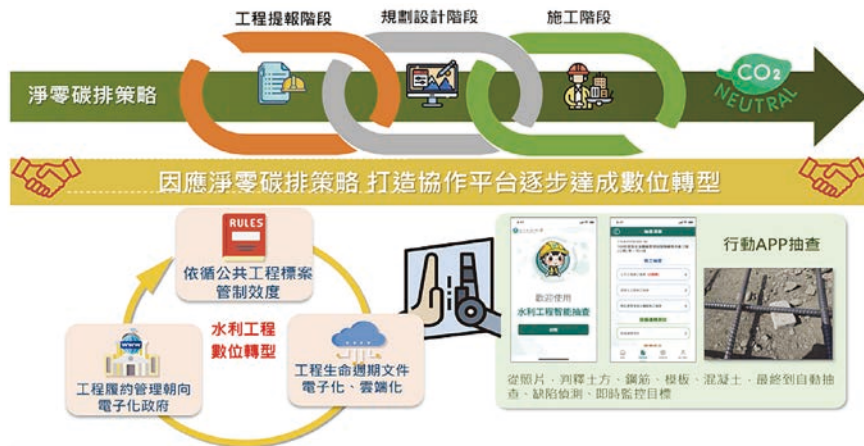 工程提報階段
規劃設計階段
施工階段
淨零碳排策略
CO2
NEUTRAL
因應淨零碳排策略 打造協作平台逐步達成數位轉型
RULES
依循公共工程標案
管制效度
水利工程
數位轉型
工程履約管理朝向
電子化政府
工程生命週期文件
電子化、雲端化
歡迎使用
水利工程智能抽查
行動APP抽查
從照片，判釋土方、鋼筋、模板、混凝土，最終到自動抽
查、缺陷偵測、即時監控目標